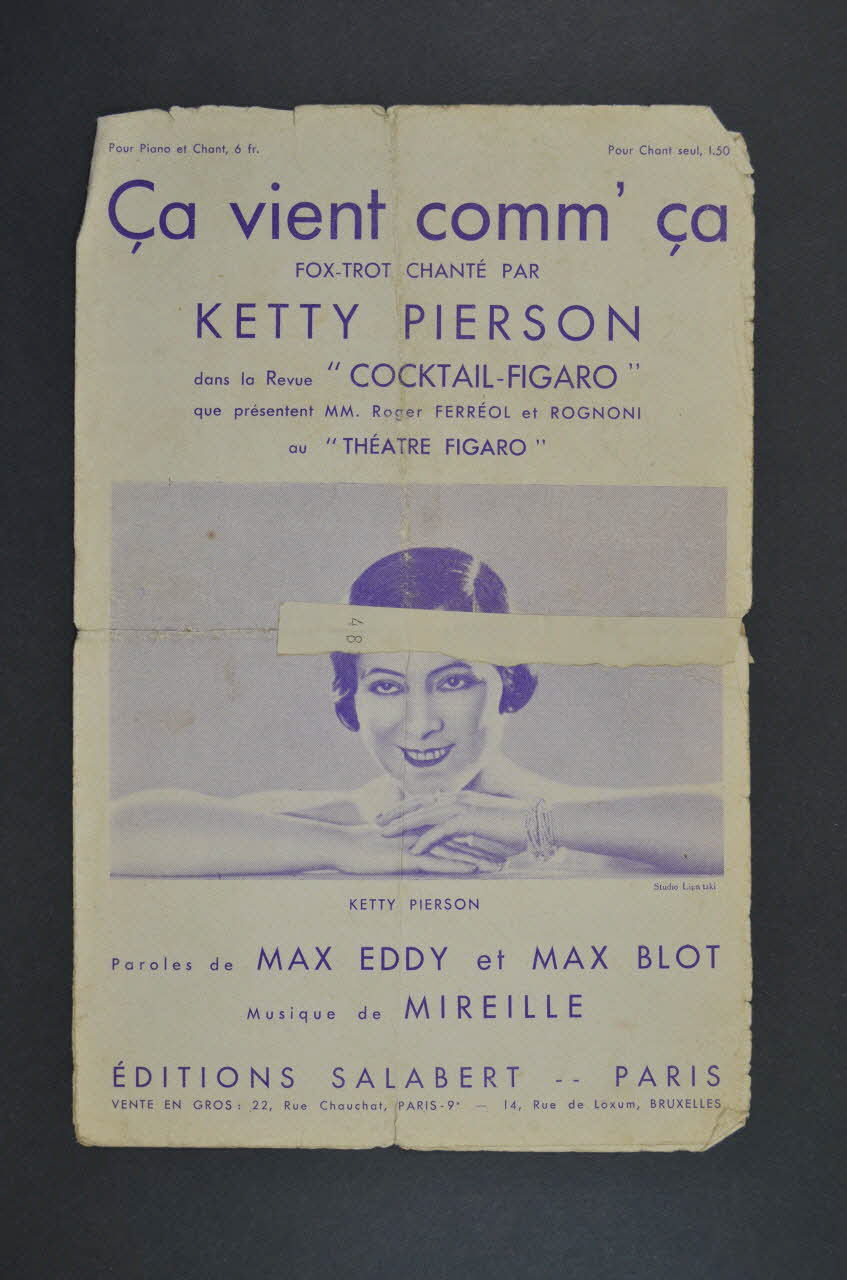 Pour Piano et Chant, 6 fr.
Pour Chant seul, 1.50
Ça vient comm' ça
FOX-TROT CHANTÉ PAR
KETTY PIERSON
dans la Revue "COCKTAIL-FIGARO"
que présentent MM. Roger FERRÉOL et ROGNONI
au "THÉATRE FIGARO"
48
Studio
KETTY PIERSON
Paroles de MAX EDDY et MAX BLOT
Musique de MIREILLE
ÉDITIONS SALABERT -- PARIS
VENTE EN GROS : 22, Rue Chauchat, PARIS-9e — 14, Rue de Loxum, BRUXELLES